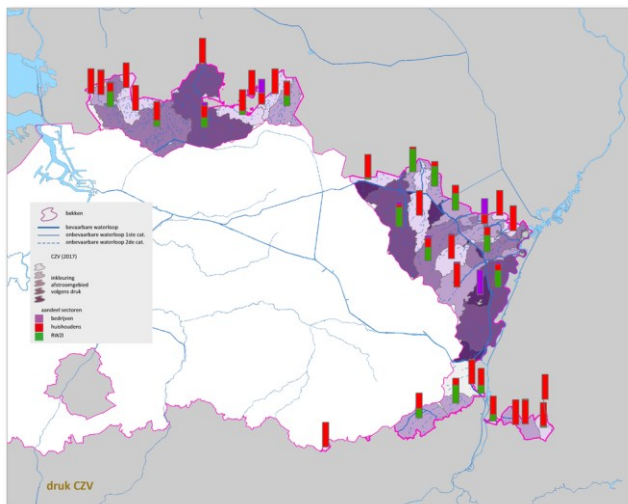 bekken
bevaarbare waterloop
onbevaarbare waterloop 1ste cat.
onbevaarbare waterloop 2de cat.
CZV (2017)
inkleuring
afstroomgebied
volgens druk
aandeel sectoren
bedrijven
huishoudens
RWZI
druk CZV